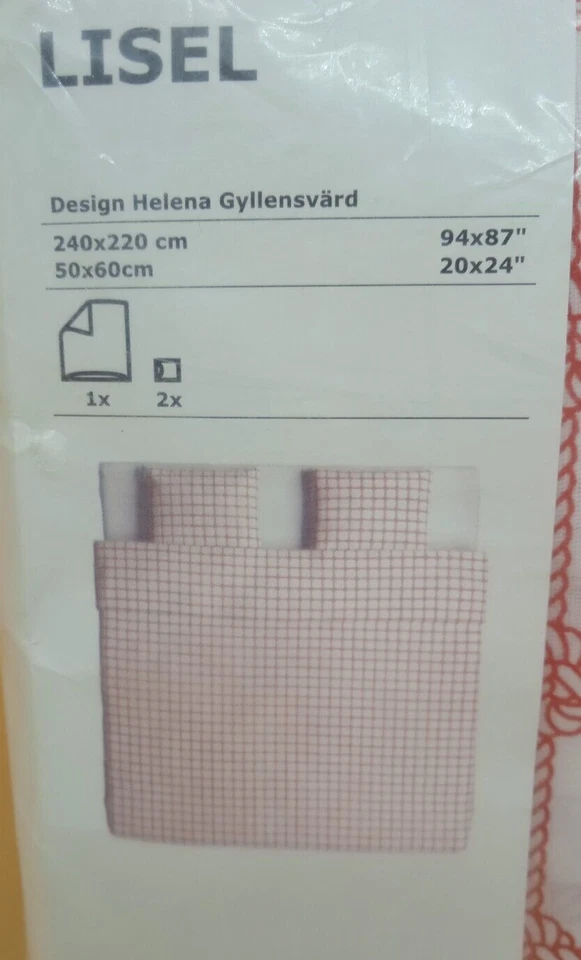 LISEL
Design Helena Gyllensvärd
240x220 cm 94x87"
50x60cm 20x24"
1x 2x